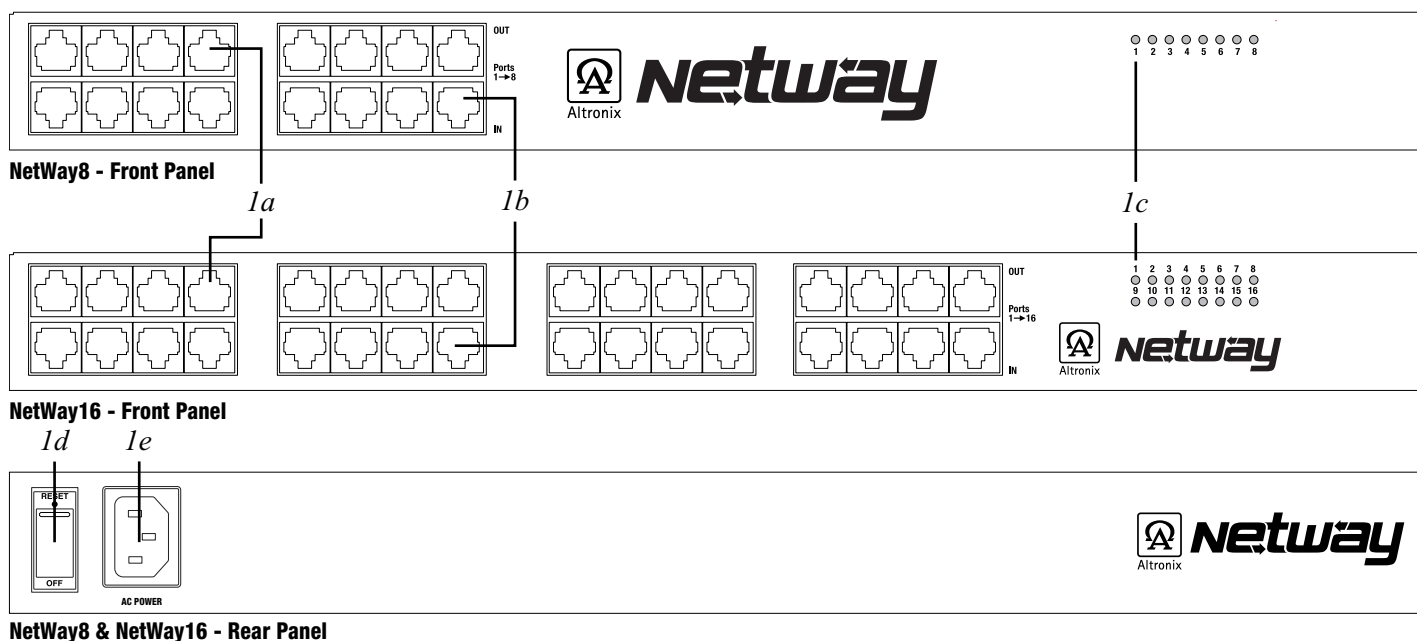 OUT
Ports
1→8
IN
Altronix
Netway
1 2 3 4 5 6 7 8
NetWay8 - Front Panel
1a
1b
1c
OUT
Ports
1→16
IN
1 2 3 4 5 6 7 8
9 10 11 12 13 14 15 16
Altronix
Netway
NetWay16 - Front Panel
1d
1e
RESET
OFF
AC POWER
Altronix
Netway
NetWay8 & NetWay16 - Rear Panel